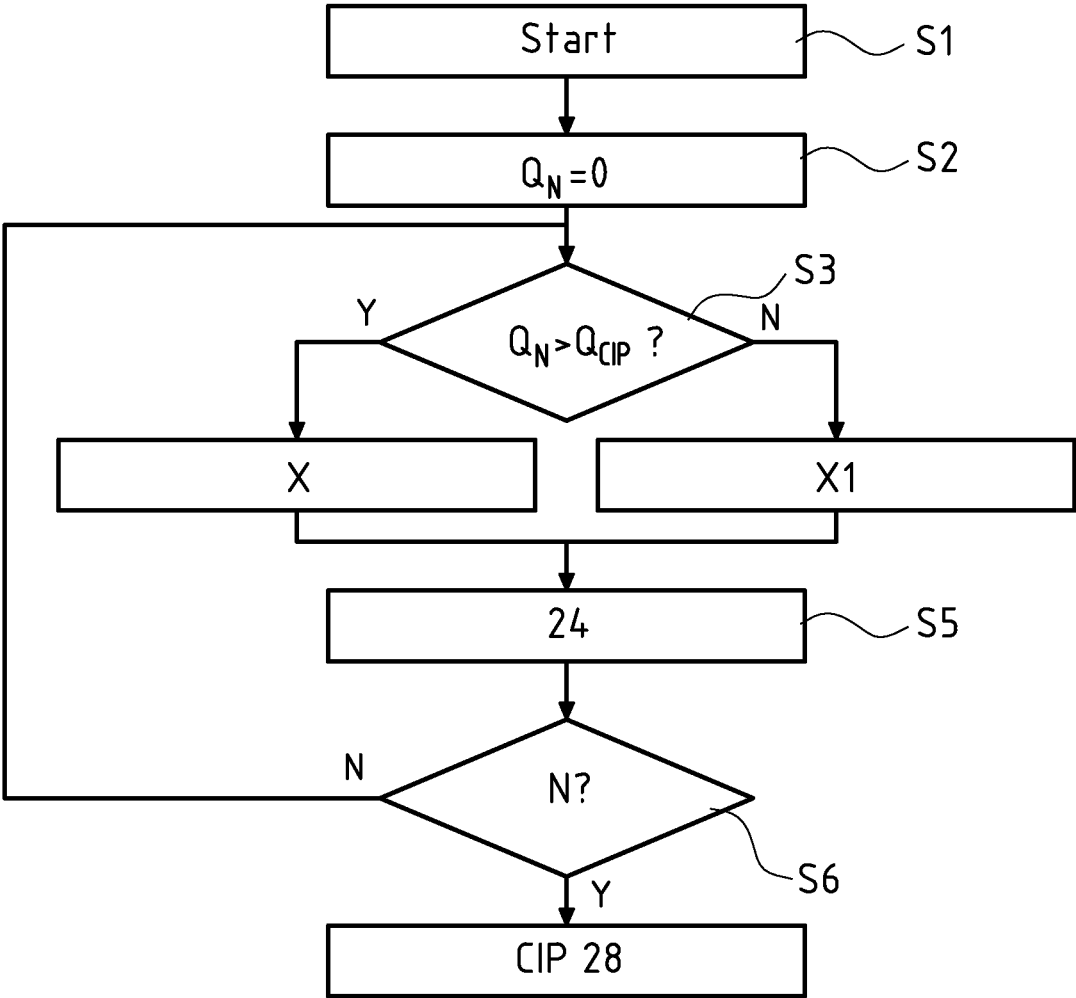 Start
S1
Q_N=0
S2
S3
Y
N
Q_N>Q_CIP ?
X
X1
24
S5
N
N?
S6
Y
CIP 28